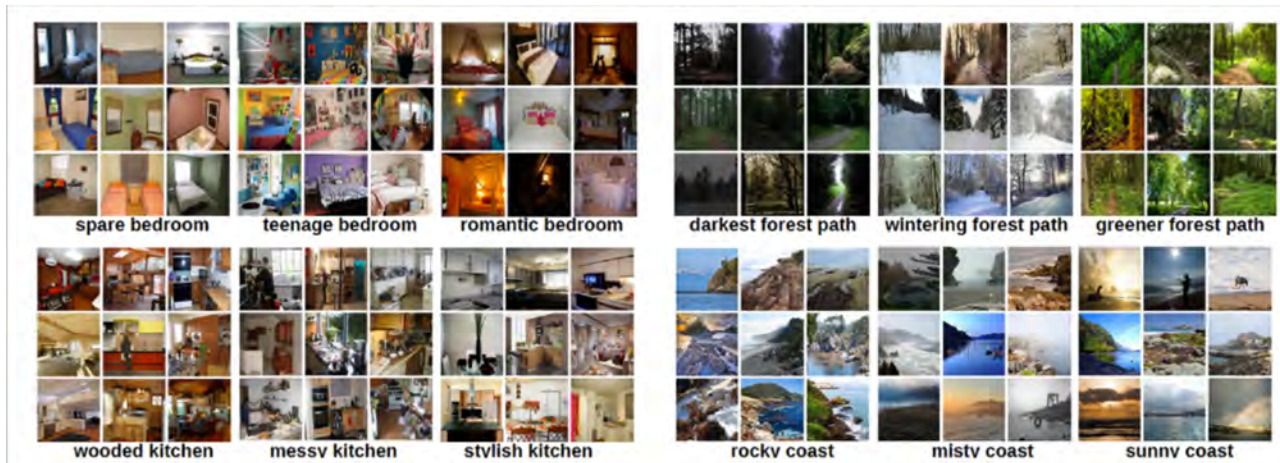 spare bedroom teenage bedroom romantic bedroom darkest forest path wintering forest path greener forest path
wooded kitchen messy kitchen stylish kitchen rocky coast misty coast sunny coast